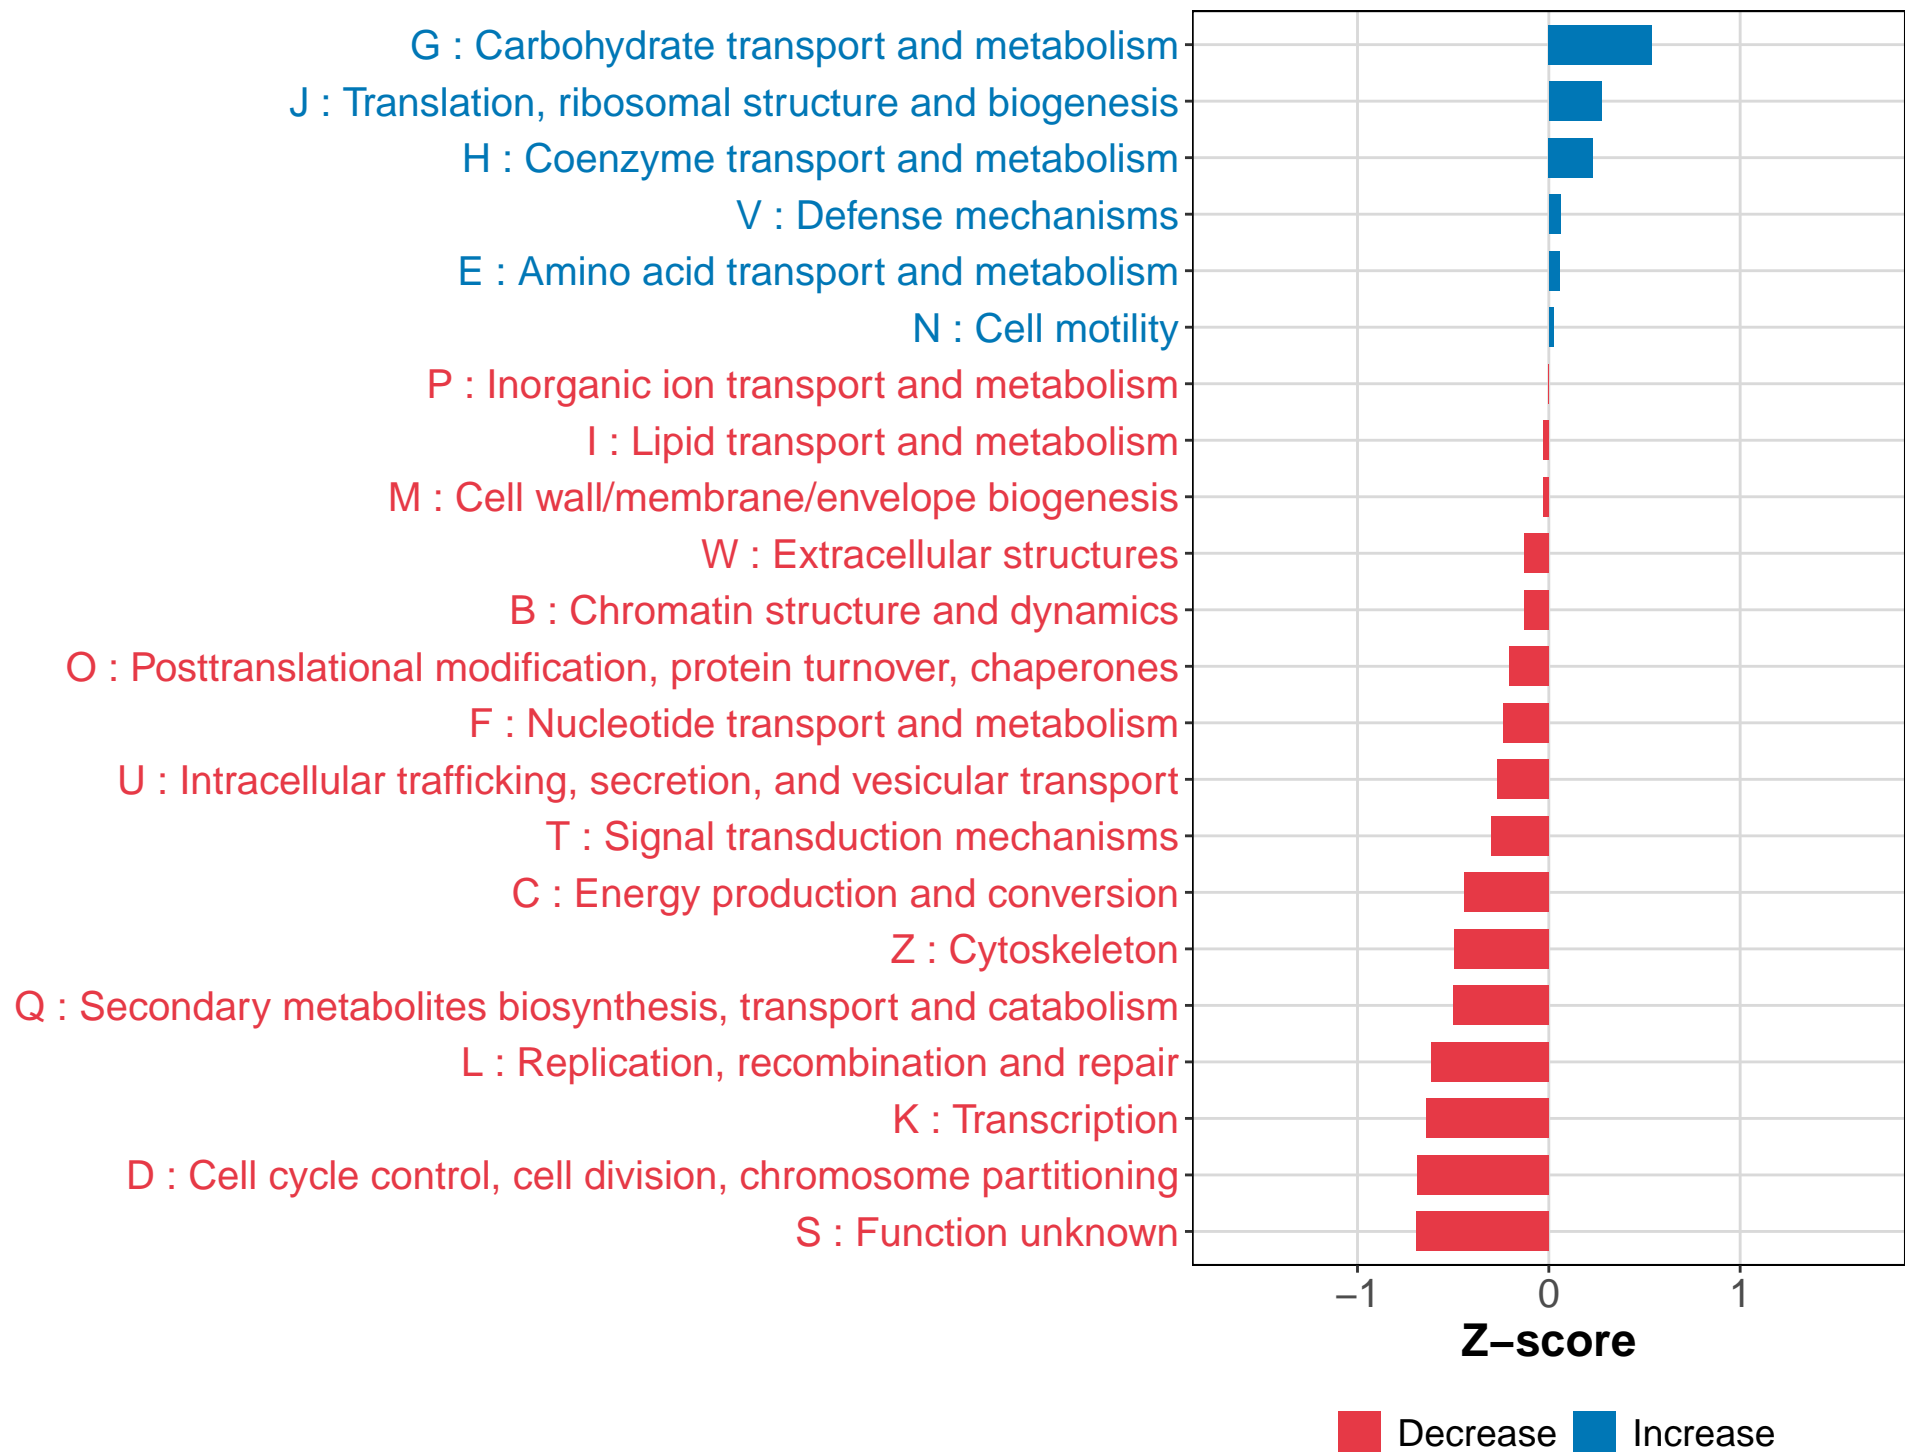 G : Carbohydrate transport and metabolism
J : Translation, ribosomal structure and biogenesis
H : Coenzyme transport and metabolism
V : Defense mechanisms
E : Amino acid transport and metabolism
N : Cell motility
P : Inorganic ion transport and metabolism
I : Lipid transport and metabolism
M : Cell wall/membrane/envelope biogenesis
W : Extracellular structures
B : Chromatin structure and dynamics
O : Posttranslational modification, protein turnover, chaperones
F : Nucleotide transport and metabolism
U : Intracellular trafficking, secretion, and vesicular transport
T : Signal transduction mechanisms
C : Energy production and conversion
Z : Cytoskeleton
Q : Secondary metabolites biosynthesis, transport and catabolism
L : Replication, recombination and repair
K : Transcription
D : Cell cycle control, cell division, chromosome partitioning
S : Function unknown
−1 0 1
Z−score
Decrease Increase